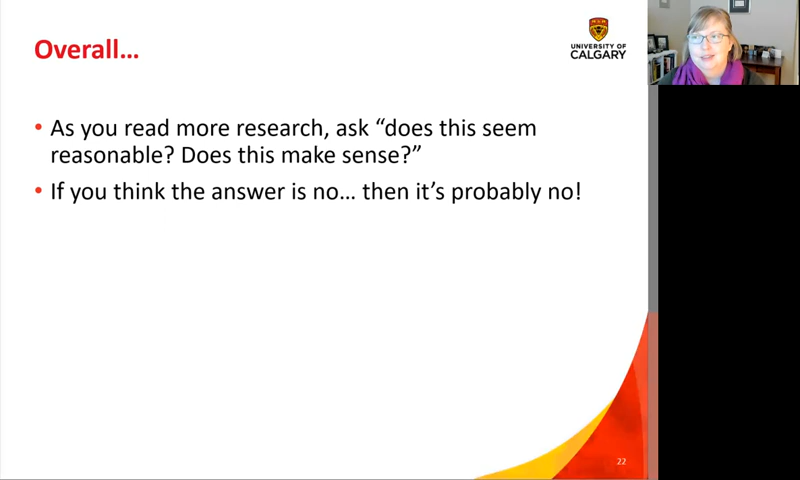 Overall…
UNIVERSITY OF
CALGARY
• As you read more research, ask “does this seem
reasonable? Does this make sense?”
• If you think the answer is no… then it’s probably no!
22